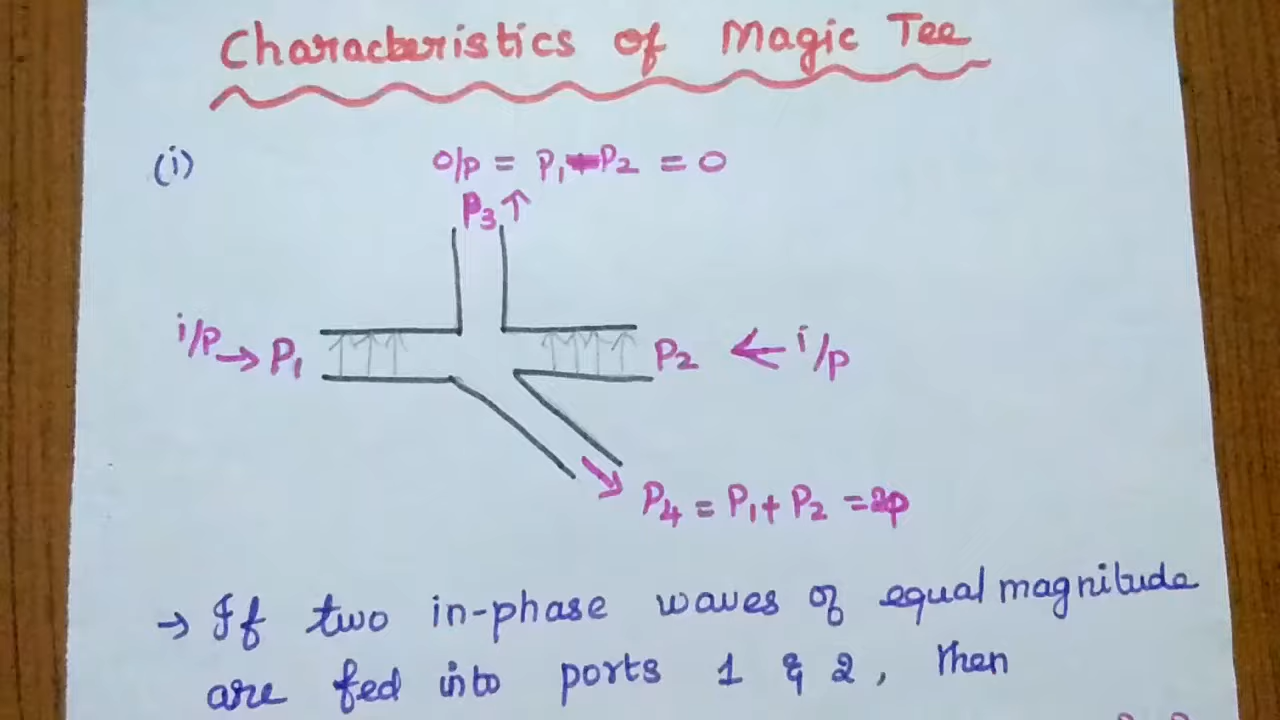 Characteristics of Magic Tee
(i)
O/p = P1 - P2 = 0
P3 ↑
i/p → P1
P2 ← i/p
P4 = P1 + P2 = 2p
→ If two in-phase waves of equal magnitude
are fed into ports 1 & 2, then